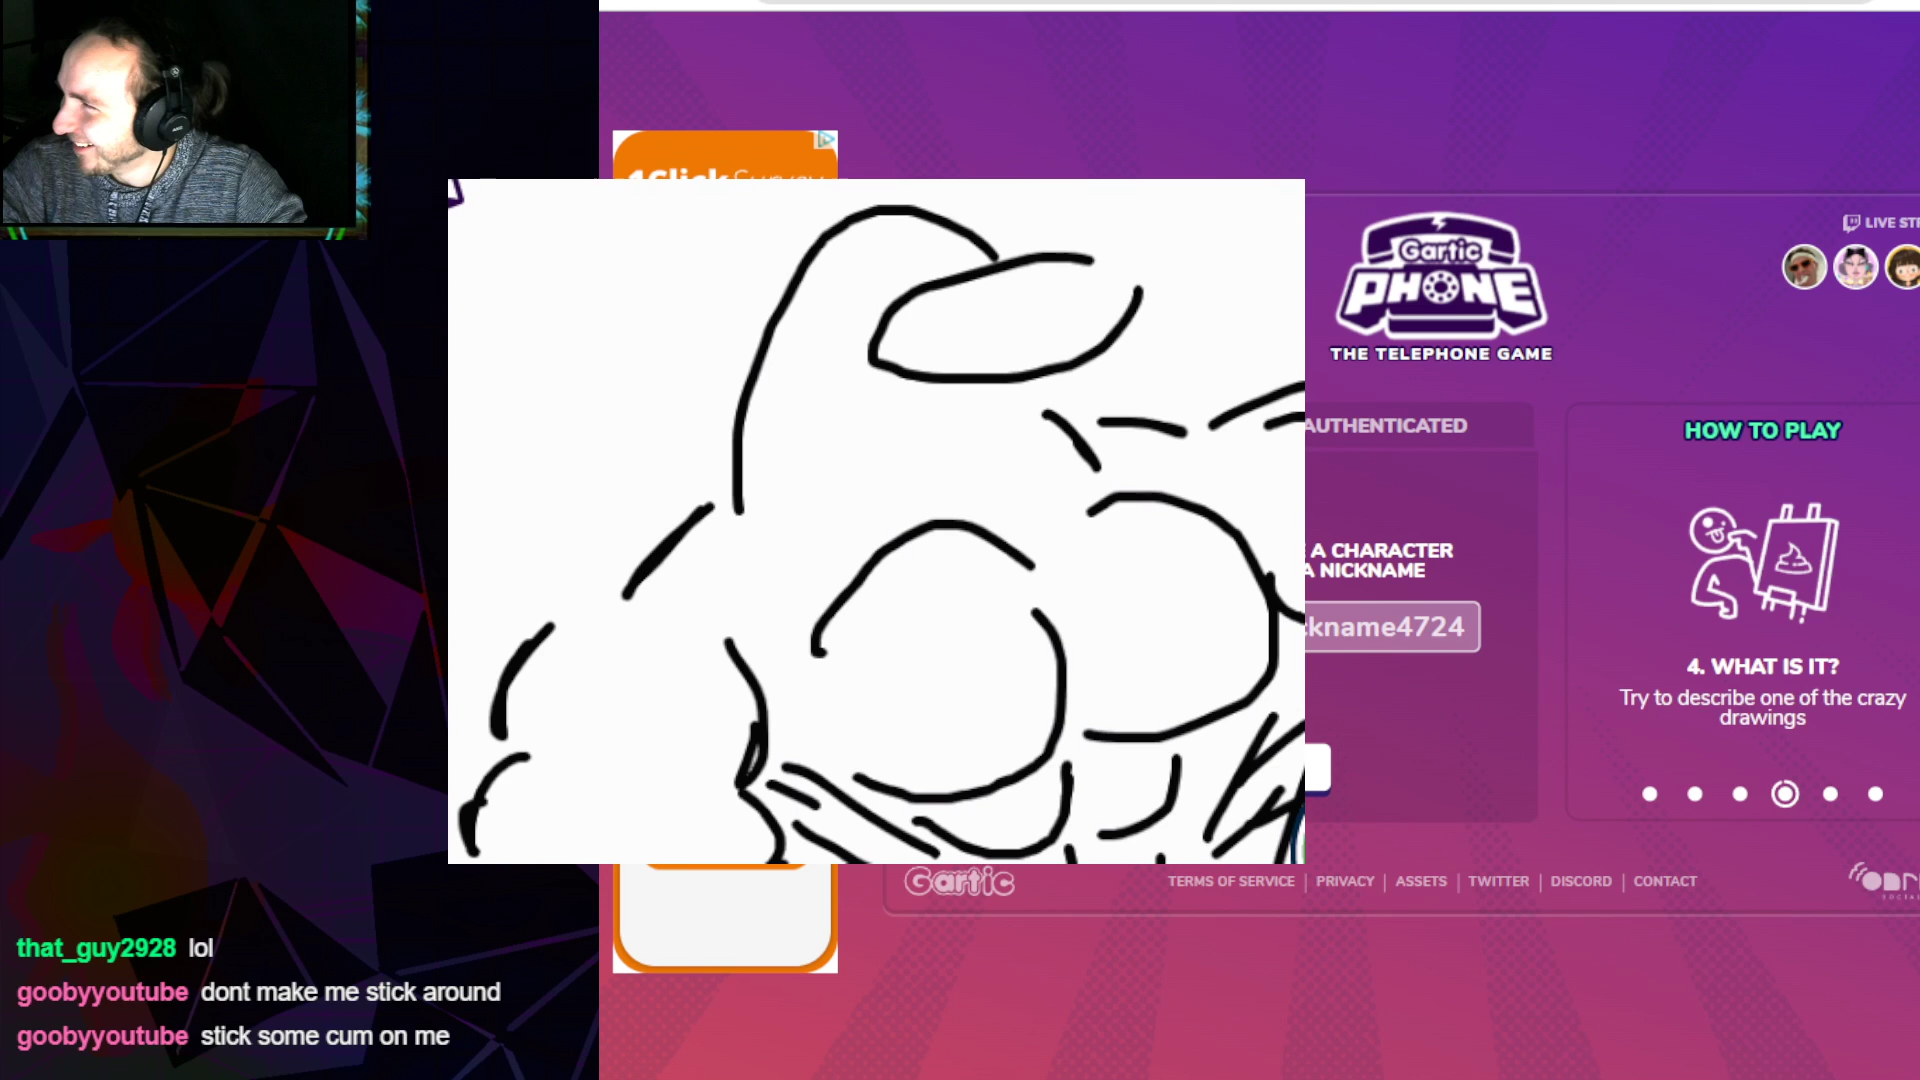 LIVE
Gartic
PHONE
THE TELEPHONE GAME
AUTHENTICATED
HOW TO PLAY
A CHARACTER
A NICKNAME
ckname4724
4. WHAT IS IT?
Try to describe one of the crazy
drawings
Gartic
TERMS OF SERVICE | PRIVACY | ASSETS | TWITTER | DISCORD | CONTACT
that_guy2928 lol
goobyyoutube dont make me stick around
goobyyoutube stick some cum on me